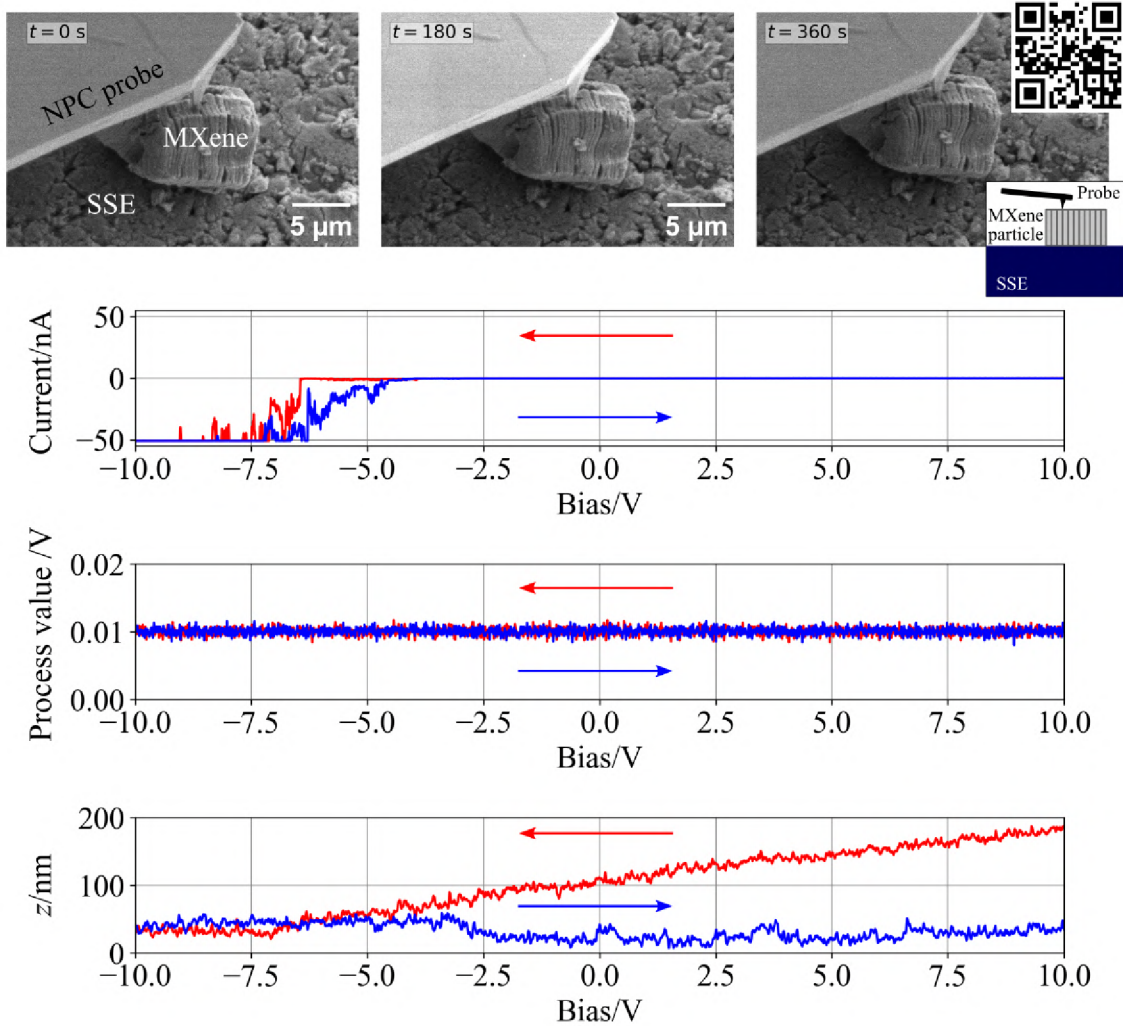 t = 0 s
t = 180 s
t = 360 s
NPC probe
MXene
SSE
5 μm
5 μm
Probe
MXene
particle
SSE
50
0
−50
Current/nA
−10.0 −7.5 −5.0 −2.5 0.0 2.5 5.0 7.5 10.0
Bias/V
0.02
0.01
0.00
Process value /V
−10.0 −7.5 −5.0 −2.5 0.0 2.5 5.0 7.5 10.0
Bias/V
200
100
0
z/nm
−10.0 −7.5 −5.0 −2.5 0.0 2.5 5.0 7.5 10.0
Bias/V